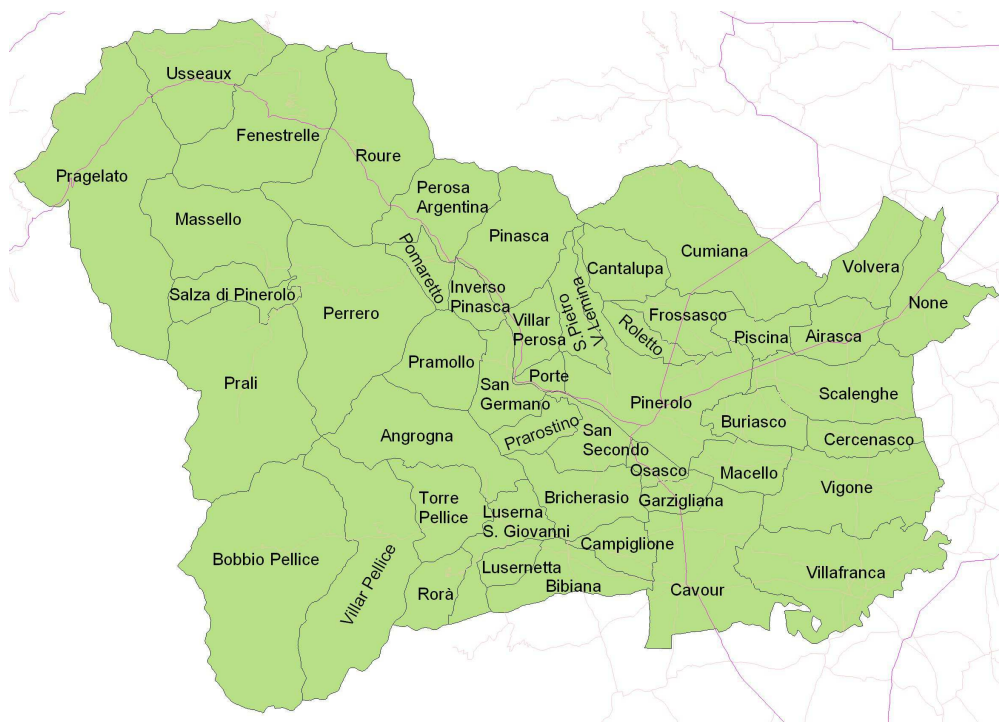 Usseaux
Fenestrelle
Roure
Pragelato
Perosa
Argentina
Massello
Pinasca
Cumiana
Pomaretto
Cantalupa
Volvera
Salza di Pinerolo
Inverso
Pinasca
S.Pietro
V.Lemina
None
Perrero
Villar
Perosa
Roletto
Frossasco
Piscina
Airasca
Pramollo
Prali
San
Germano
Porte
Pinerolo
Scalenghe
Buriasco
Angrogna
Prarostino
San
Secondo
Cercenasco
Osasco
Macello
Torre
Pellice
Luserna
S. Giovanni
Bricherasio
Garzigliana
Vigone
Bobbio Pellice
Villar Pellice
Campiglione
Lusernetta
Villafranca
Rorà
Bibiana
Cavour